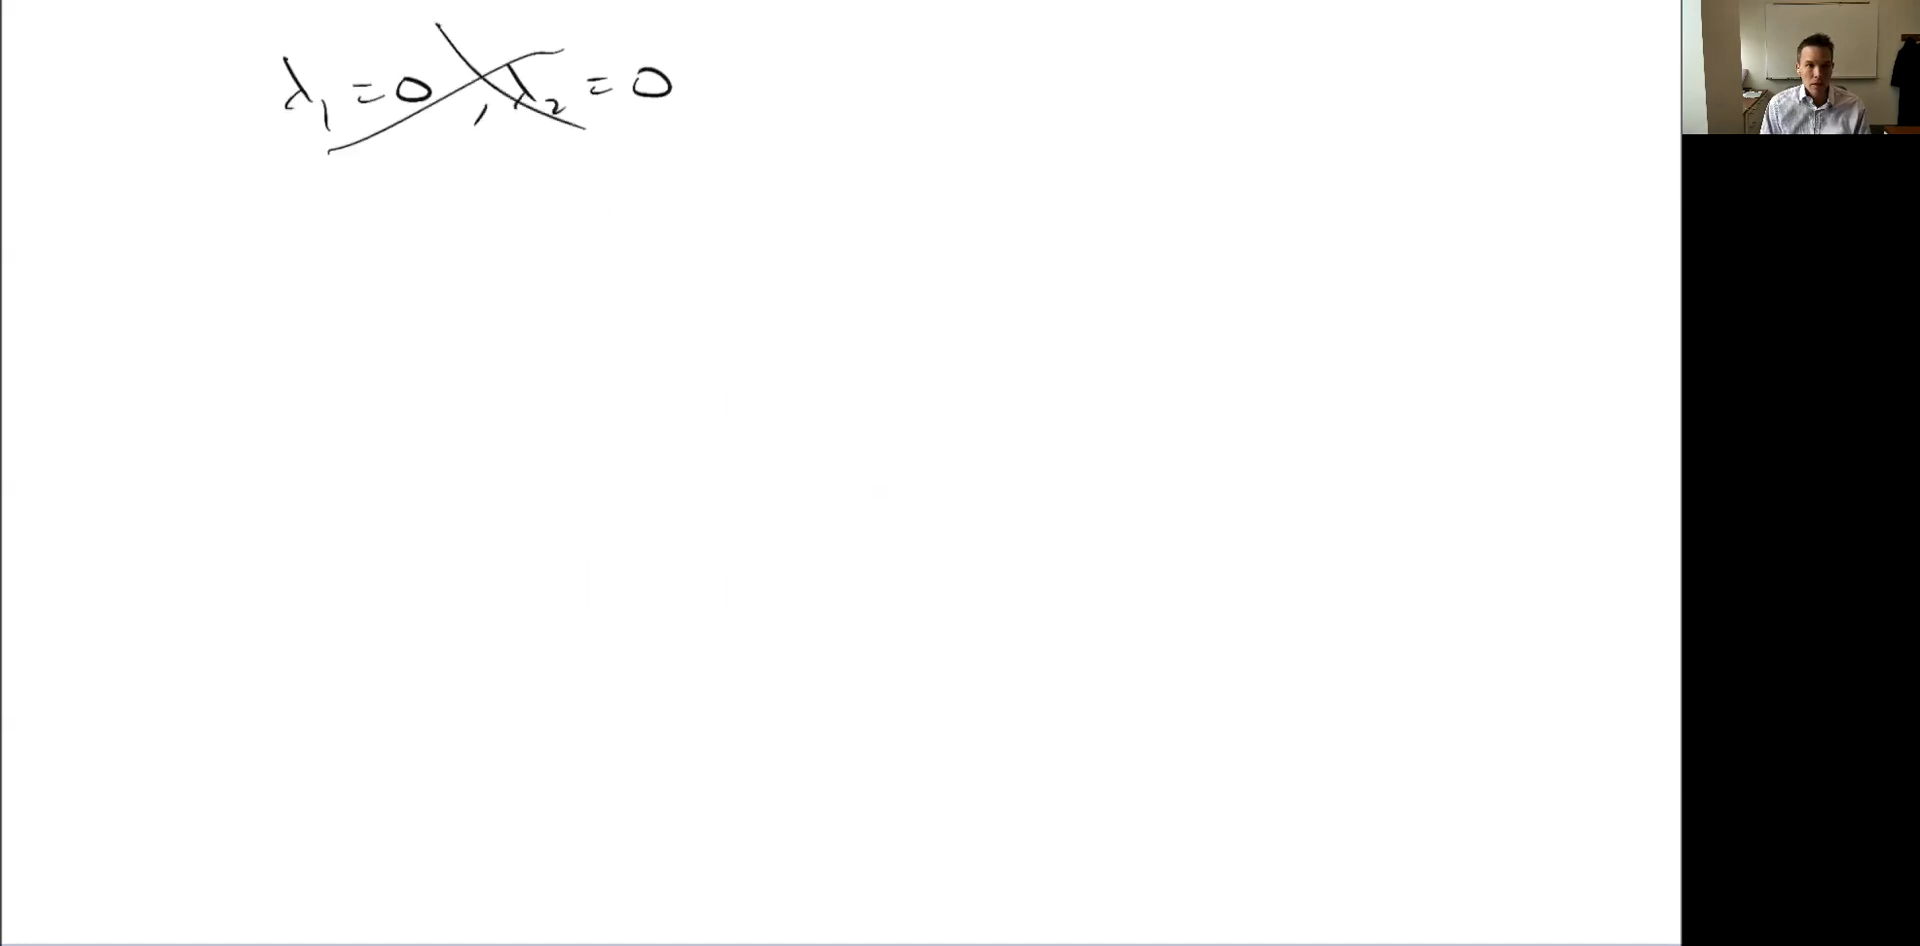 λ₁ = 0, λ₂ = 0